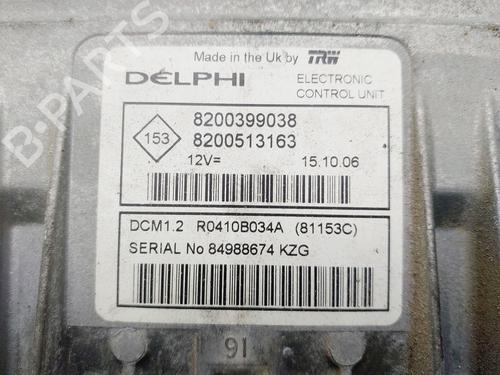 Made in the Uk by TRW
DELPHI
ELECTRONIC
CONTROL UNIT
153
8200399038
8200513163
12V= 15.10.06
DCM1.2 R0410B034A (81153C)
SERIAL No 84988674 KZG
91
B-PARTS